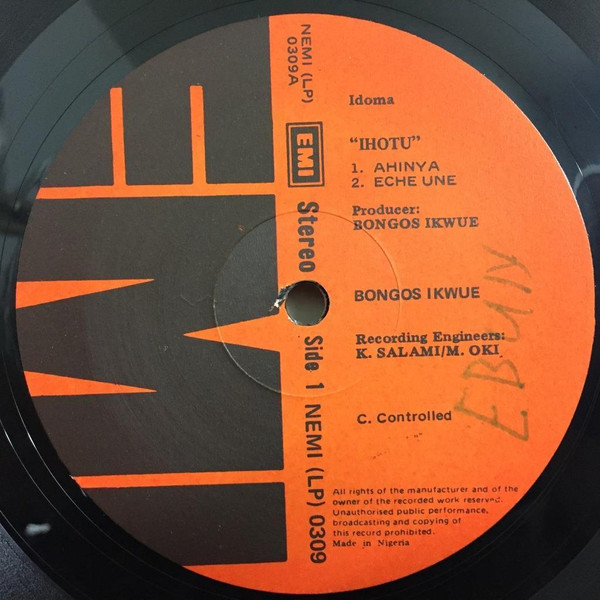 NEMI (LP)
0309A
EMI
Stereo
Side 1 NEMI (LP) 0309
Idoma
"IHOTU"
1. AHINYA
2. ECHE UNE
Producer:
BONGOS IKWUE
BONGOS IKWUE
Recording Engineers:
K. SALAMI/M. OKI.
C. Controlled
All rights of the manufacturer and of the
owner of the recorded work reserved.
Unauthorised public performance,
broadcasting and copying of
this record prohibited.
Made in Nigeria